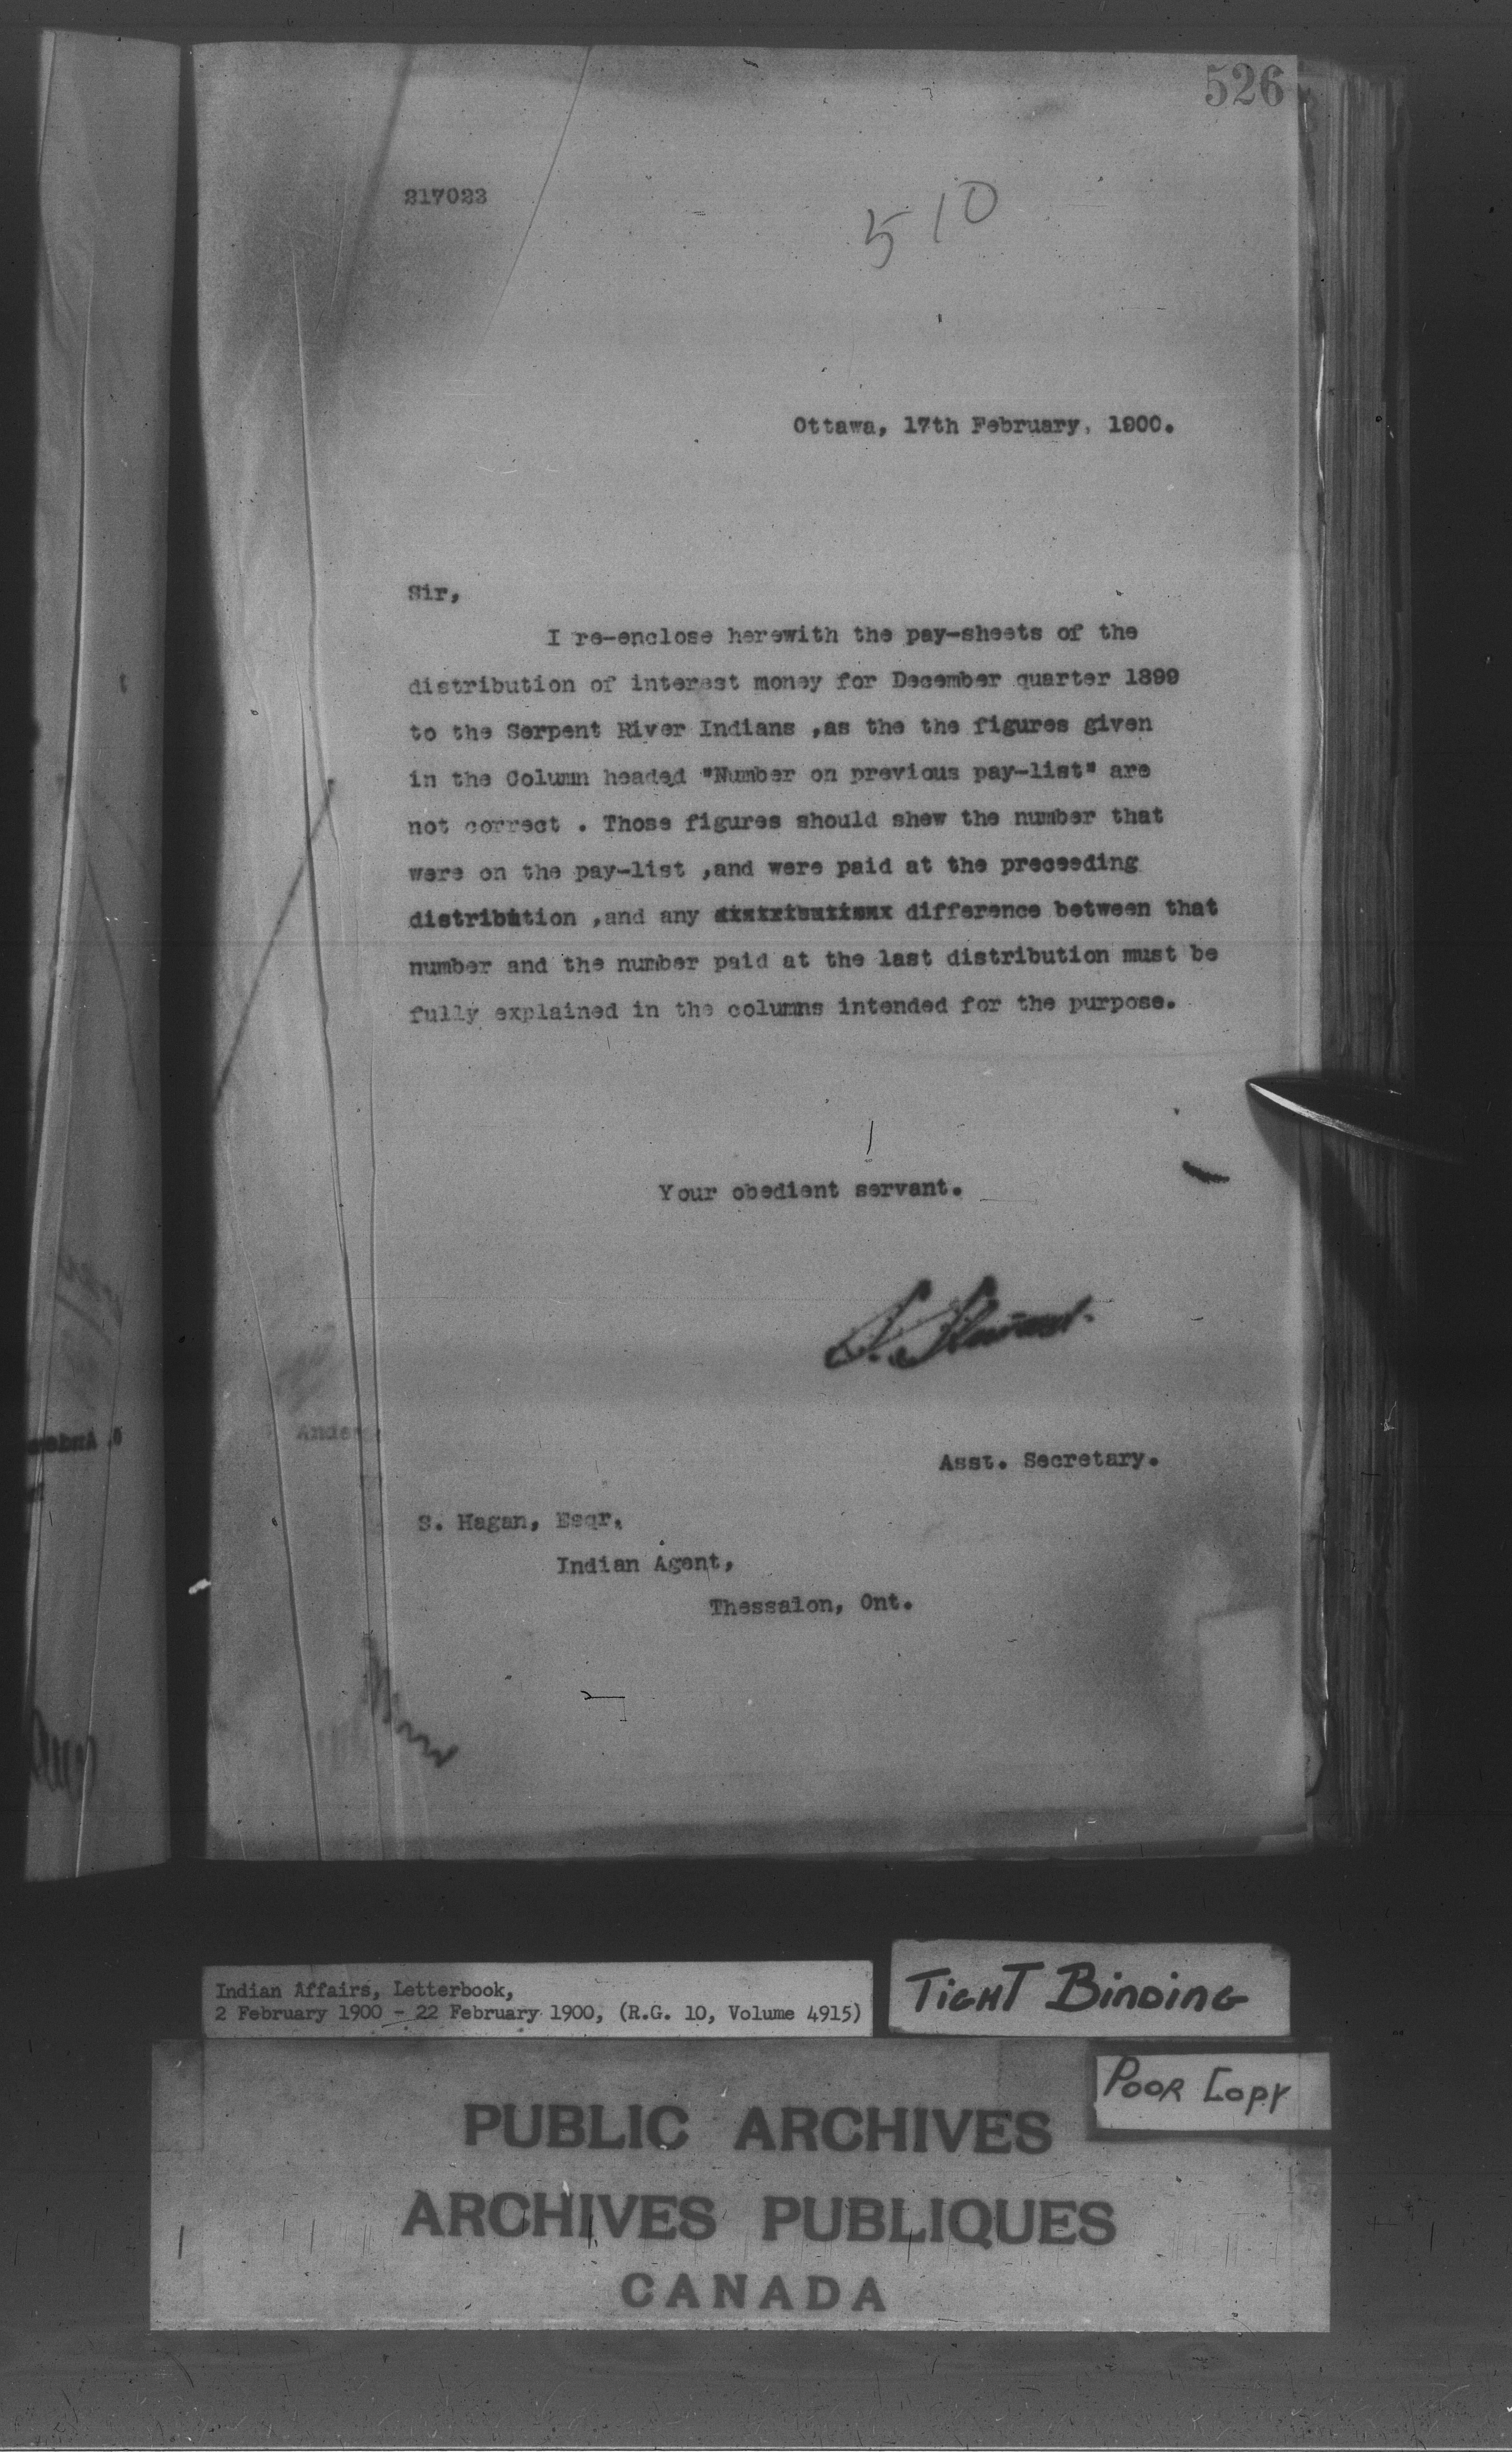 526
217023
510
Ottawa, 17th February, 1900.
Sir,
I re-enclose herewith the pay-sheets of the
distribution of interest money for December quarter 1899
to the Serpent River Indians ,as the the figures given
in the Column headed "Number on previous pay-list" are
not correct . Those figures should shew the number that
were on the pay-list ,and were paid at the preceeding
distribution ,and any difference between that
number and the number paid at the last distribution must be
fully explained in the columns intended for the purpose.
Your obedient servant.
S. Stewart.
Asst. Secretary.
S. Hagan, Esqr.
Indian Agent,
Thessalon, Ont.
Indian Affairs, Letterbook,
2 February 1900 - 22 February 1900, (R.G. 10, Volume 4915)
TIGHT BINDING
POOR COPY
PUBLIC ARCHIVES
ARCHIVES PUBLIQUES
CANADA